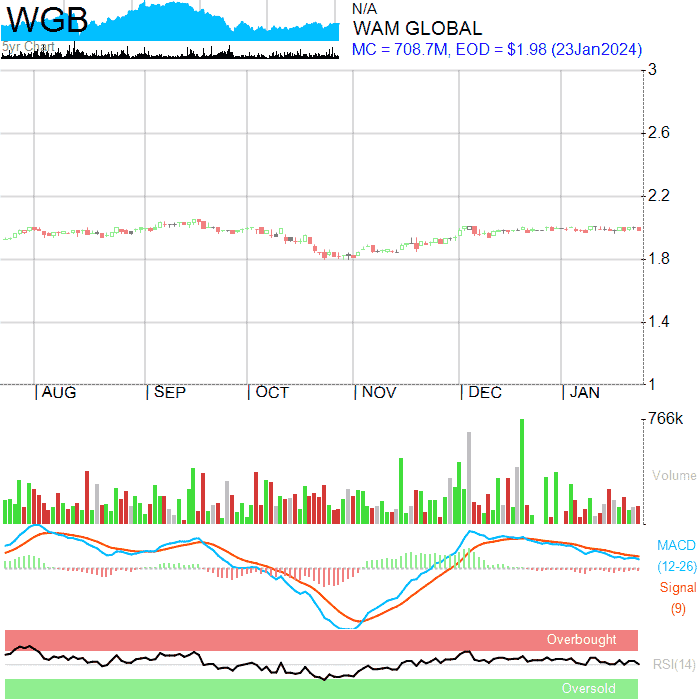 WGB
5yr Chart
N/A
WAM GLOBAL
MC = 708.7M, EOD = $1.98 (23Jan2024)
3
2.6
2.2
1.8
1.4
1
AUG SEP OCT NOV DEC JAN
766k
Volume
MACD
(12-26)
Signal
(9)
Overbought
RSI(14)
Oversold